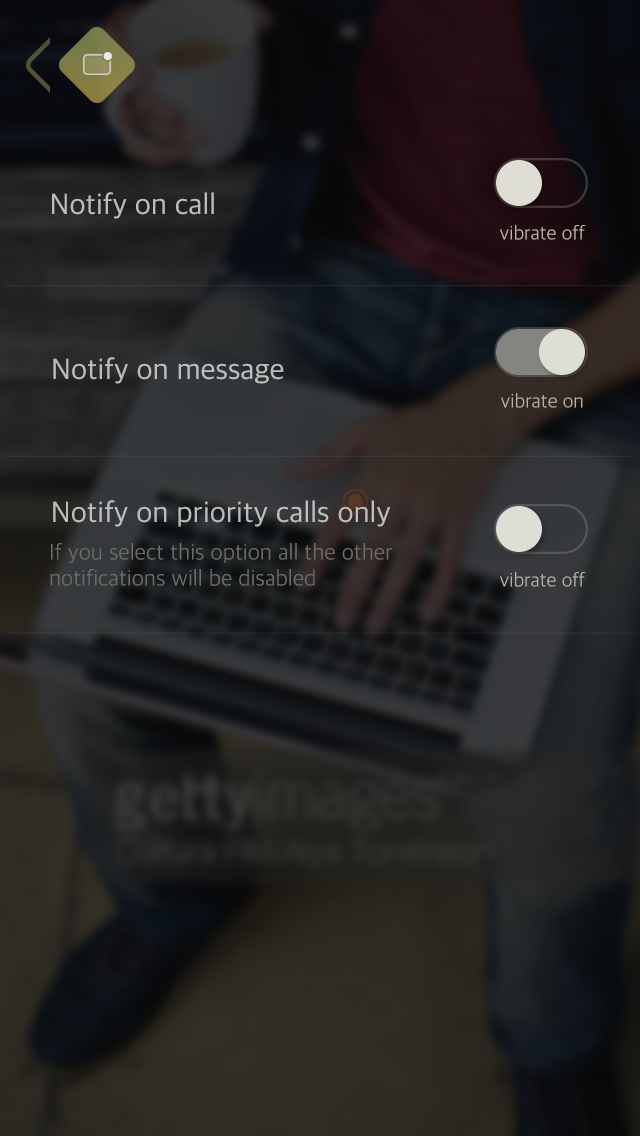 Notify on call
vibrate off
Notify on message
vibrate on
Notify on priority calls only
If you select this option all the other
notifications will be disabled
vibrate off
gettyimages